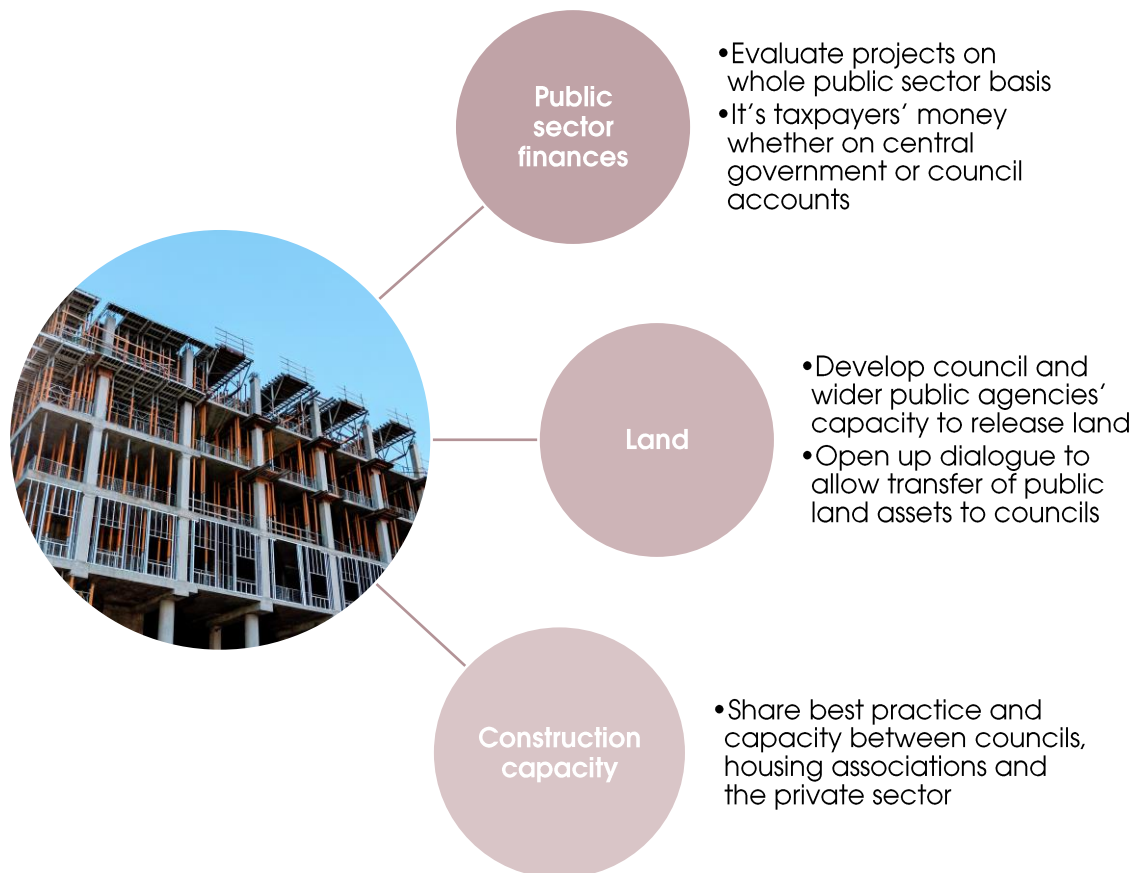 Public
sector
finances
•Evaluate projects on
whole public sector basis
•It’s taxpayers’ money
whether on central
government or council
accounts
Land
•Develop council and
wider public agencies’
capacity to release land
•Open up dialogue to
allow transfer of public
land assets to councils
Construction
capacity
•Share best practice and
capacity between councils,
housing associations and
the private sector